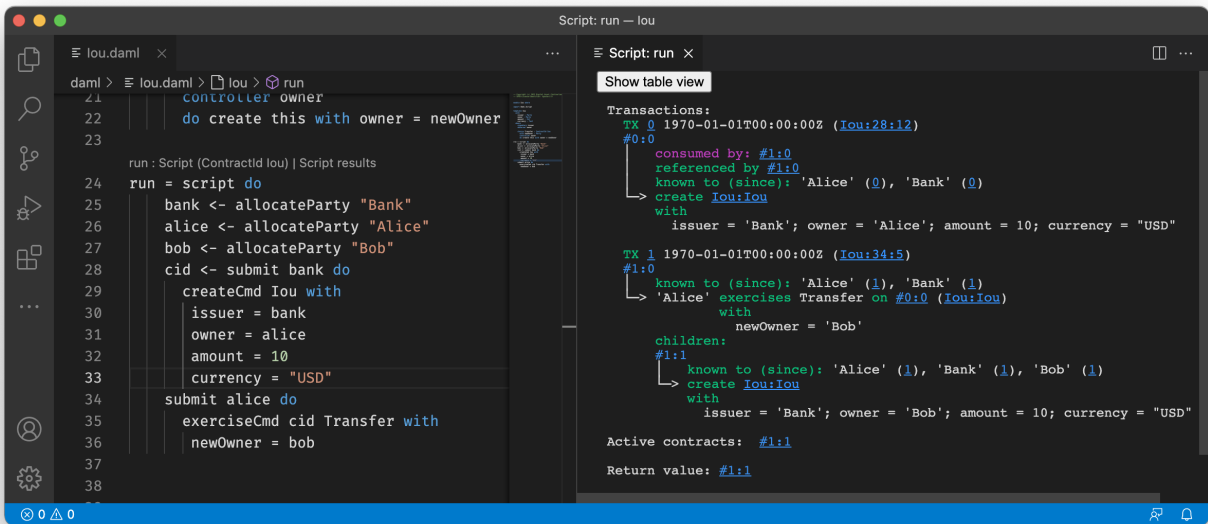 Script: run — Iou
Iou.daml
daml > Iou.daml > Iou > run
21 controller owner
22 do create this with owner = newOwner
23
run : Script (ContractId Iou) | Script results
24 run = script do
25 bank <- allocateParty "Bank"
26 alice <- allocateParty "Alice"
27 bob <- allocateParty "Bob"
28 cid <- submit bank do
29 createCmd Iou with
30 issuer = bank
31 owner = alice
32 amount = 10
33 currency = "USD"
34 submit alice do
35 exerciseCmd cid Transfer with
36 newOwner = bob
37
38
Script: run
Show table view
Transactions:
TX 0 1970-01-01T00:00:00Z (Iou:28:12)
#0:0
consumed by: #1:0
referenced by #1:0
known to (since): 'Alice' (0), 'Bank' (0)
create Iou:Iou
with
issuer = 'Bank'; owner = 'Alice'; amount = 10; currency = "USD"
TX 1 1970-01-01T00:00:00Z (Iou:34:5)
#1:0
known to (since): 'Alice' (1), 'Bank' (1)
'Alice' exercises Transfer on #0:0 (Iou:Iou)
with
newOwner = 'Bob'
children:
#1:1
known to (since): 'Alice' (1), 'Bank' (1), 'Bob' (1)
create Iou:Iou
with
issuer = 'Bank'; owner = 'Bob'; amount = 10; currency = "USD"
Active contracts: #1:1
Return value: #1:1
0 0